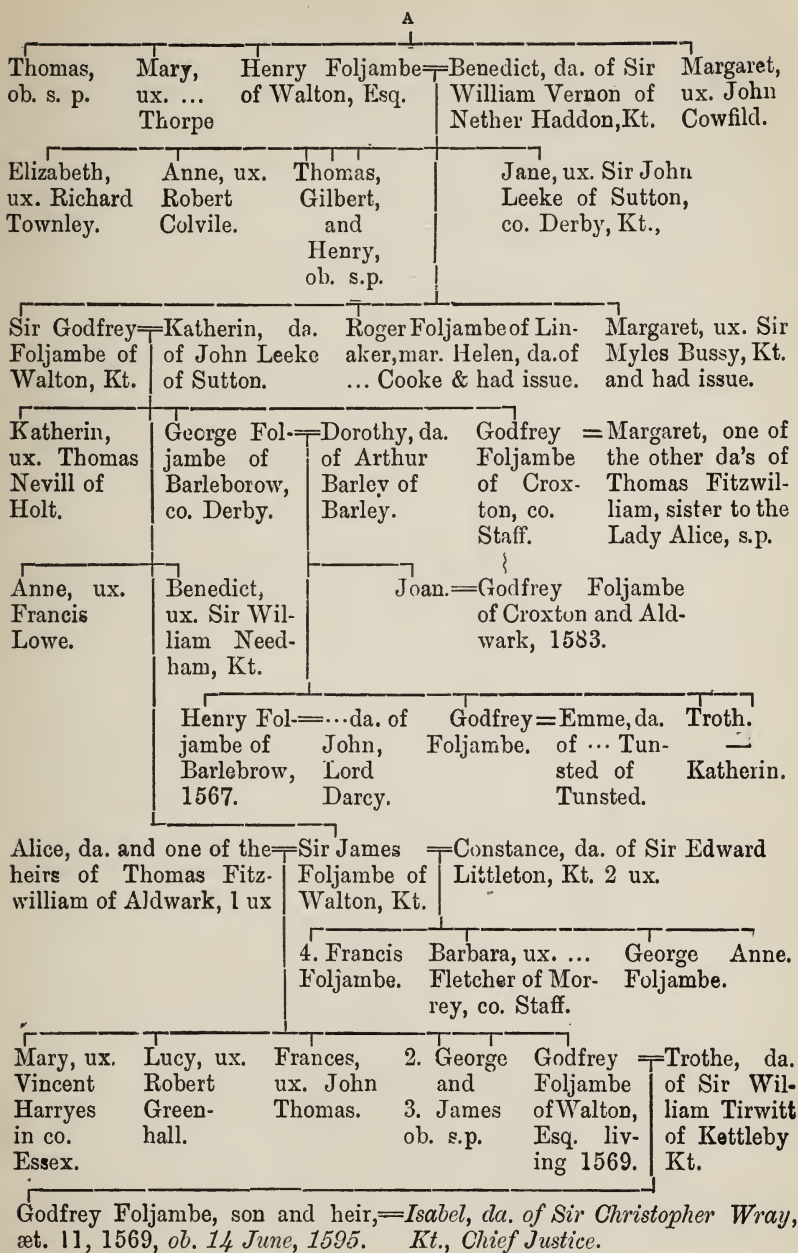 A
Thomas, ob. s. p.
Mary, ux. ... Thorpe
Henry Foljambe of Walton, Esq.
=Benedict, da. of Sir William Vernon of Nether Haddon, Kt.
Margaret, ux. John Cowfild.
Elizabeth, ux. Richard Townley.
Anne, ux. Robert Colvile.
Thomas, Gilbert, and Henry, ob. s.p.
Jane, ux. Sir John Leeke of Sutton, co. Derby, Kt.,
Sir Godfrey Foljambe of Walton, Kt.
=Katherin, da. of John Leeke of Sutton.
Roger Foljambe of Lin-
aker, mar. Helen, da. of
... Cooke & had issue.
Margaret, ux. Sir Myles Bussy, Kt. and had issue.
Katherin, ux. Thomas Nevill of Holt.
George Fol-
jambe of Barleborow, co. Derby.
=Dorothy, da. of Arthur Barley of Barley.
Godfrey Foljambe of Crox-
ton, co. Staff.
=Margaret, one of the other da's of Thomas Fitzwil-
liam, sister to the Lady Alice, s.p.
Anne, ux. Francis Lowe.
Benedict, ux. Sir Wil-
liam Need-
ham, Kt.
Joan.=Godfrey Foljambe
of Croxton and Ald-
wark, 1583.
Henry Fol-
jambe of Barlebrow, 1567.
=...da. of John, Lord Darcy.
Godfrey Foljambe.
=Emme, da. of ... Tun-
sted of Tunsted.
Troth.
Katherin.
Alice, da. and one of the
heirs of Thomas Fitz-
william of Aldwark, 1 ux
=Sir James Foljambe of Walton, Kt.
=Constance, da. of Sir Edward
Littleton, Kt. 2 ux.
4. Francis Foljambe.
Barbara, ux. ...
Fletcher of Mor-
rey, co. Staff.
George Foljambe.
Anne.
Mary, ux. Vincent Harryes in co. Essex.
Lucy, ux. Robert Green-
hall.
Frances, ux. John Thomas.
2. George
and
3. James
ob. s.p.
Godfrey Foljambe of Walton, Esq. liv-
ing 1569.
=Trothe, da. of Sir Wil-
liam Tirwitt of Kettleby Kt.
Godfrey Foljambe, son and heir,=Isabel, da. of Sir Christopher Wray,
æt. 11, 1569, ob. 14 June, 1595. Kt., Chief Justice.